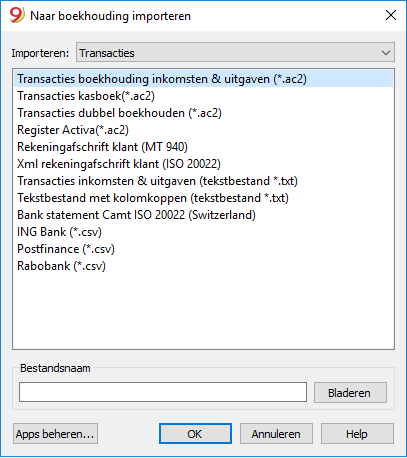 9 Naar boekhouding importeren
Importeren: Transacties
Transacties boekhouding inkomsten & uitgaven (*.ac2)
Transacties kasboek(*.ac2)
Transacties dubbel boekhouden (*.ac2)
Register Activa(*.ac2)
Rekeningafschrift klant (MT 940)
Xml rekeningafschrift klant (ISO 20022)
Transacties inkomsten & uitgaven (tekstbestand *.txt)
Tekstbestand met kolomkoppen (tekstbestand *.txt)
Bank statement Camt ISO 20022 (Switzerland)
ING Bank (*.csv)
Postfinance (*.csv)
Rabobank (*.csv)
Bestandsnaam
Bladeren
Apps beheren... OK Annuleren Help